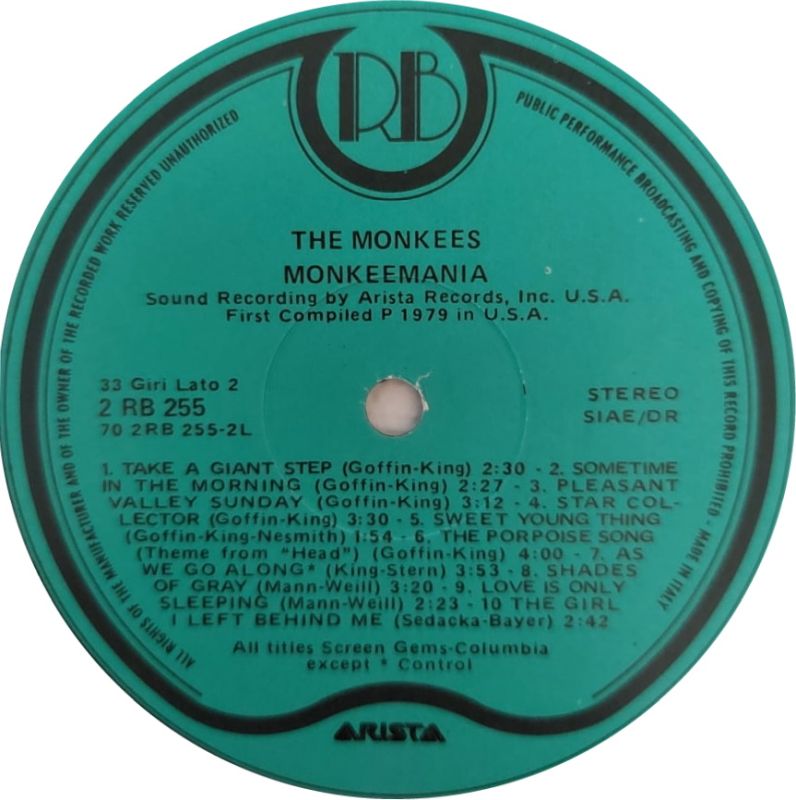 RB
ALL RIGHTS OF THE MANUFACTURER AND OF THE OWNER OF THE RECORDED WORK RESERVED UNAUTHORIZED
PUBLIC PERFORMANCE BROADCASTING AND COPYING OF THIS RECORD PROHIBITED - MADE IN ITALY
THE MONKEES
MONKEEMANIA
Sound Recording by Arista Records, Inc. U.S.A.
First Compiled P 1979 in U.S.A.
33 Giri Lato 2
2 RB 255
70 2RB 255-2L
STEREO
SIAE/DR
1. TAKE A GIANT STEP (Goffin-King) 2:30 - 2. SOMETIME
IN THE MORNING (Goffin-King) 2:27 - 3. PLEASANT
VALLEY SUNDAY (Goffin-King) 3:12 - 4. STAR COL-
LECTOR (Goffin-King) 3:30 - 5. SWEET YOUNG THING
(Goffin-King-Nesmith) 1:54 - 6. THE PORPOISE SONG
(Theme from "Head") (Goffin-King) 4:00 - 7. AS
WE GO ALONG* (King-Stern) 3:53 - 8. SHADES
OF GRAY (Mann-Weill) 3:20 - 9. LOVE IS ONLY
SLEEPING (Mann-Weill) 2:23 - 10 THE GIRL
I LEFT BEHIND ME (Sedacka-Bayer) 2:42
All titles Screen Gems-Columbia
except * Control
ARISTA